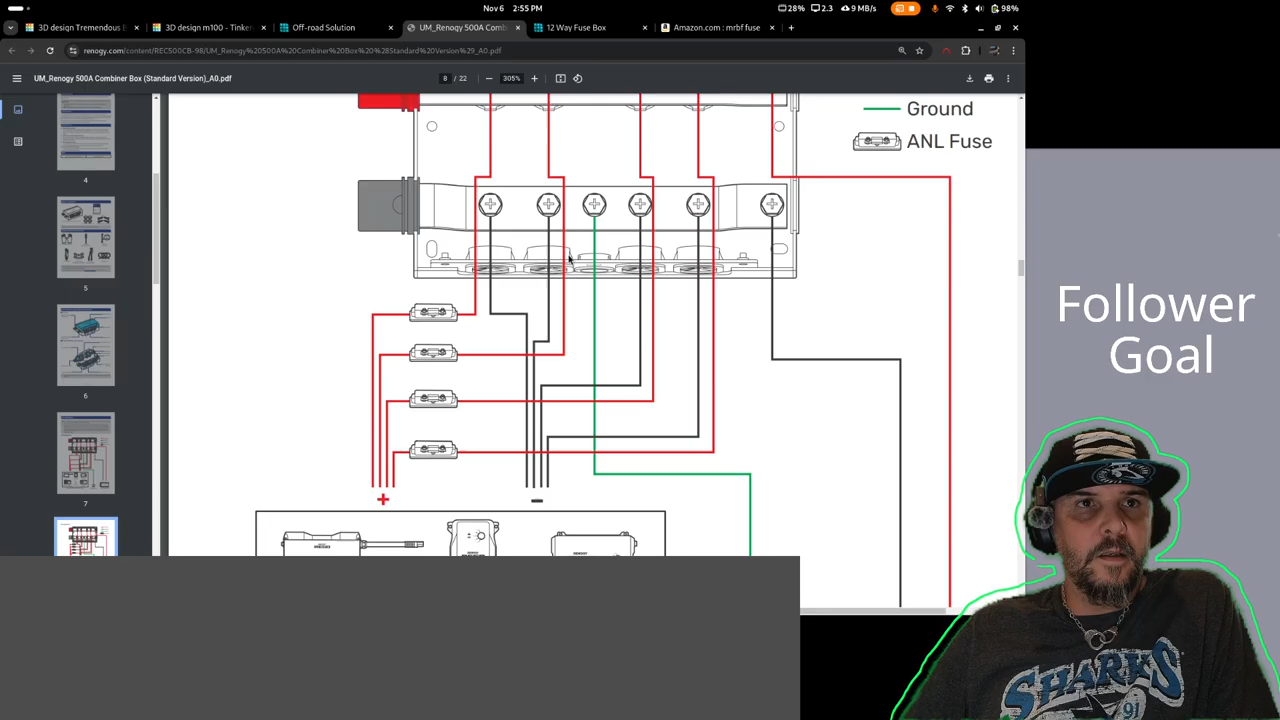 Nov 6 2:55 PM
28% 2.3 9 MB/s 98%
3D design Tremendous B
3D design m100 - Tinker
Off-road Solution
UM_Renogy 500A Combi
12 Way Fuse Box
Amazon.com: mrbf fuse
renogy.com/content/REC500CB-98/UM_Renogy%20500A%20Combiner%20Box%20%28Standard%20Version%29_A0.pdf
UM_Renogy 500A Combiner Box (Standard Version)_A0.pdf
8 / 22
305%
4
5
6
7
Ground
ANL Fuse
+
−
Follower
Goal
SHARKS
91